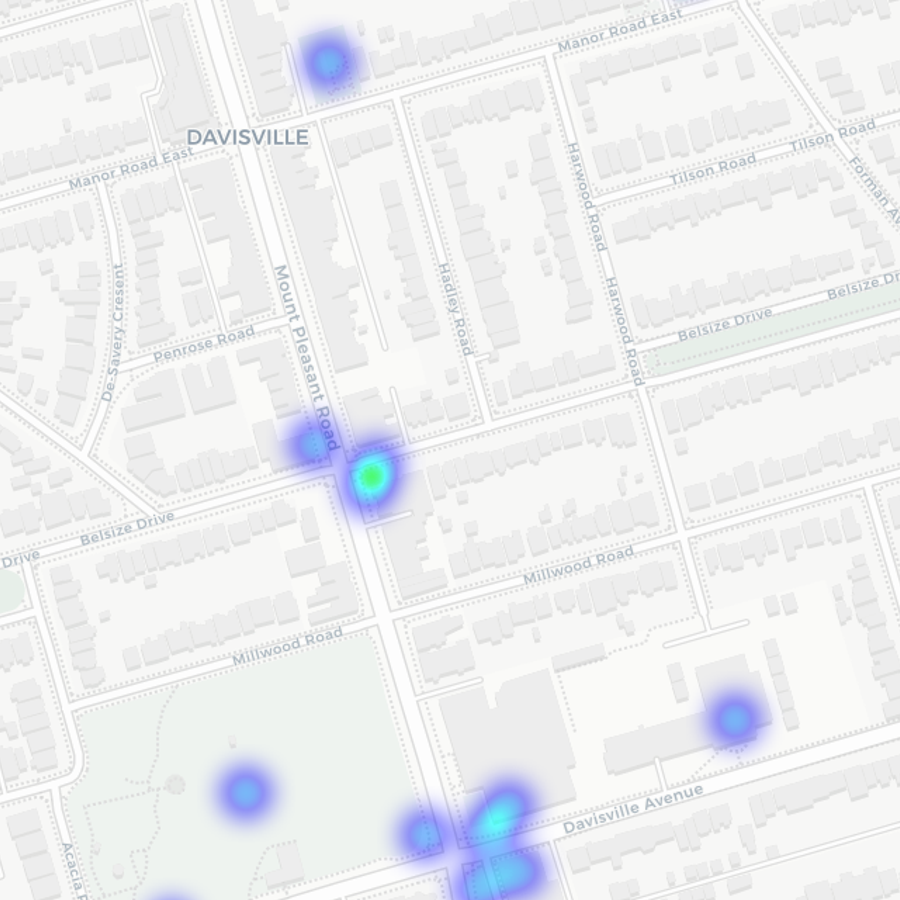 Manor Road East
DAVISVILLE
Tilson Road
Manor Road East
Tilson Road
Harwood Road
Forman Av
Mount Pleasant Road
Hadley Road
De-Savery Cresent
Harwood Road
Belsize Dr
Belsize Drive
Penrose Road
Belsize Drive
Drive
Millwood Road
Millwood Road
Davisville Avenue
Acacia R